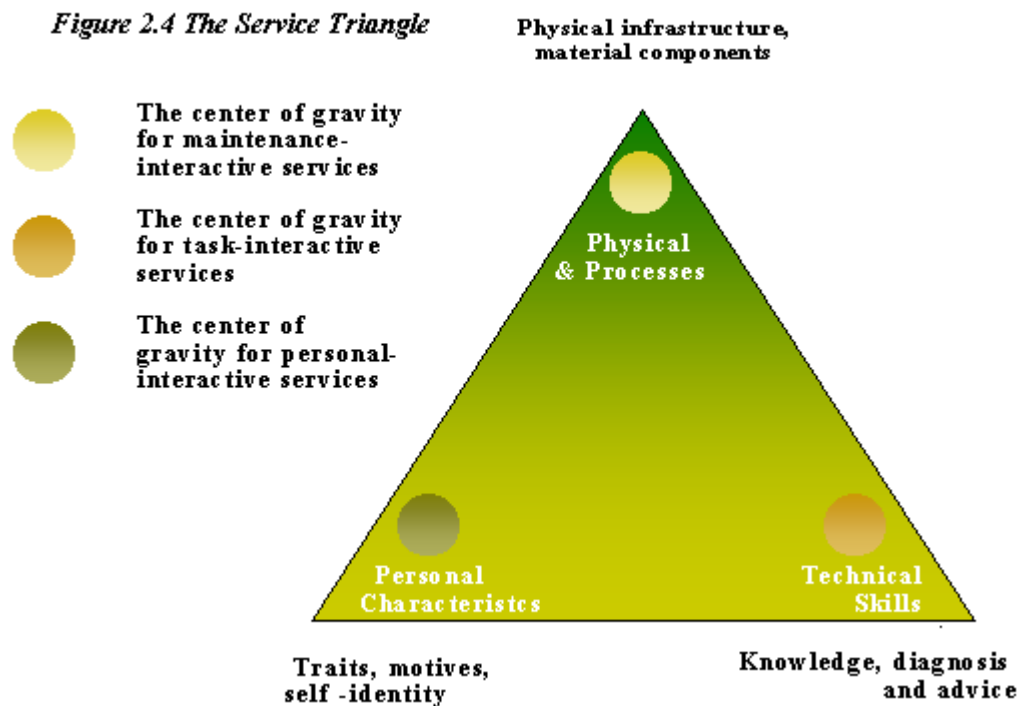 Figure 2.4 The Service Triangle
Physical infrastructure,
material components
The center of gravity
for maintenance-
interactive services
The center of gravity
for task-interactive
services
The center of
gravity for personal-
interactive services
Physical
& Processes
Personal
Characteristcs
Technical
Skills
Traits, motives,
self -identity
Knowledge, diagnosis
and advice